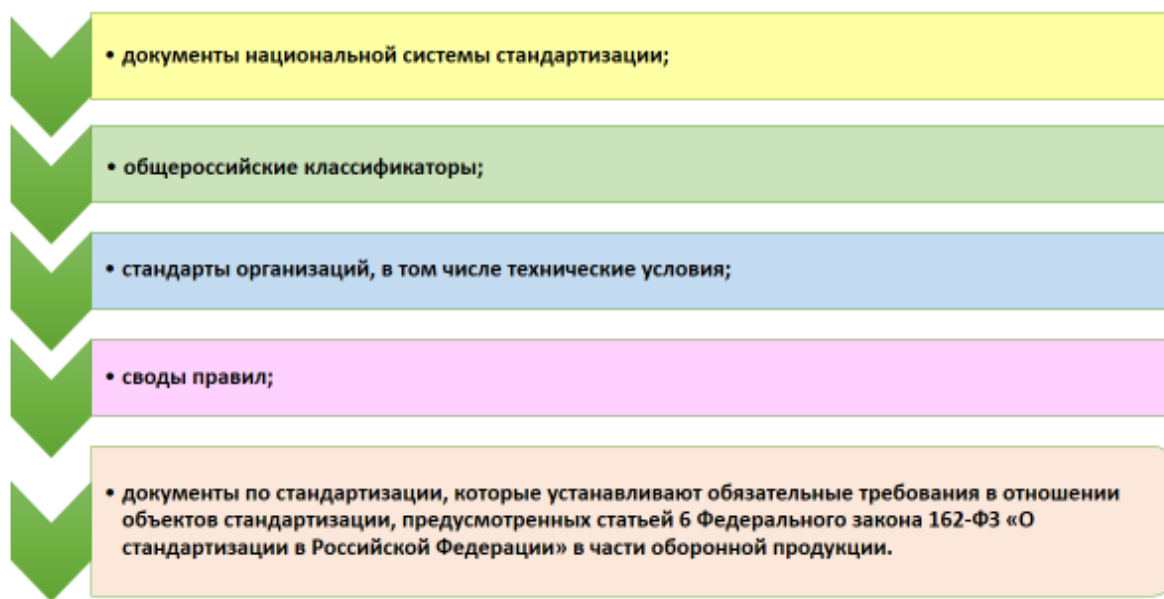 • документы национальной системы стандартизации;
• общероссийские классификаторы;
• стандарты организаций, в том числе технические условия;
• своды правил;
• документы по стандартизации, которые устанавливают обязательные требования в отношении
объектов стандартизации, предусмотренных статьей 6 Федерального закона 162-ФЗ «О
стандартизации в Российской Федерации» в части оборонной продукции.